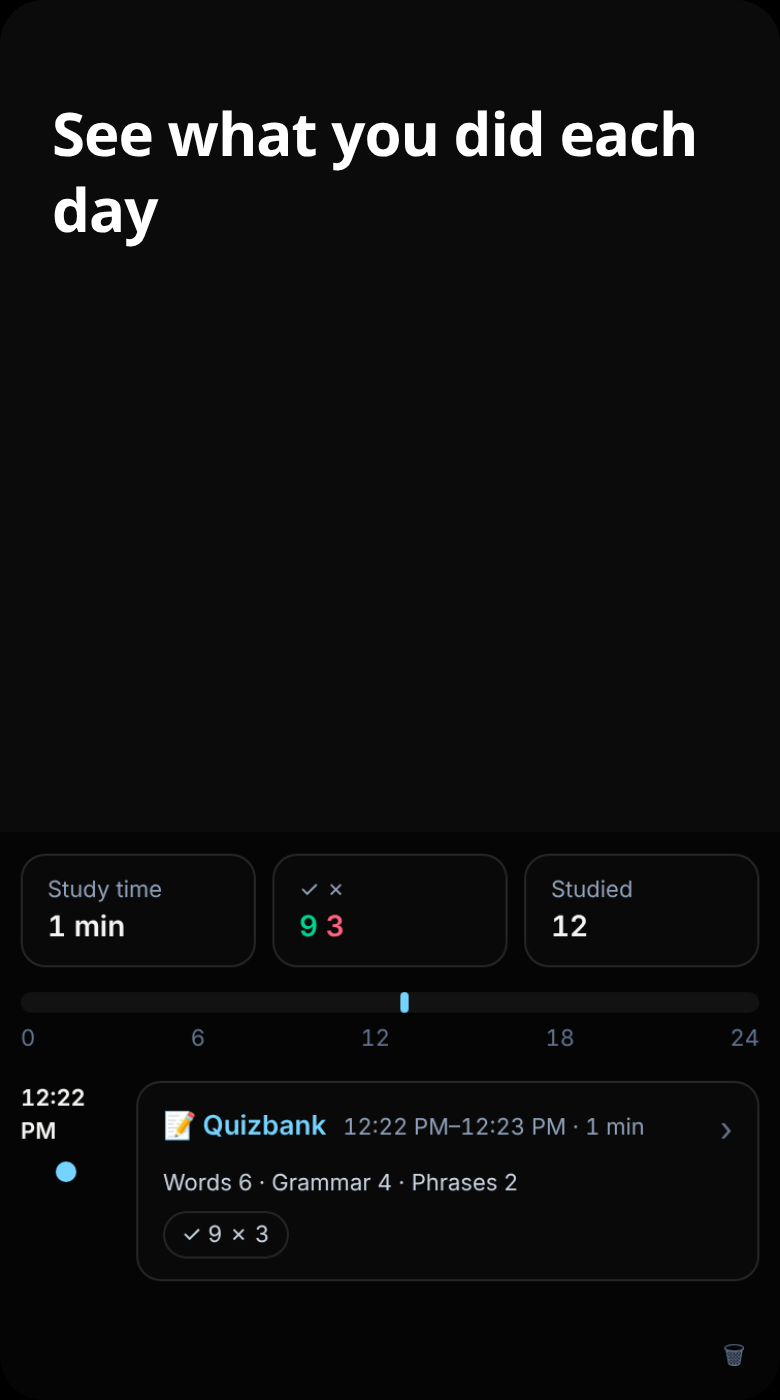 See what you did each
day
Study time
1 min
✓ ×
9 3
Studied
12
0 6 12 18 24
12:22
PM
📝 Quizbank 12:22 PM–12:23 PM · 1 min ›
Words 6 · Grammar 4 · Phrases 2
✓ 9 × 3